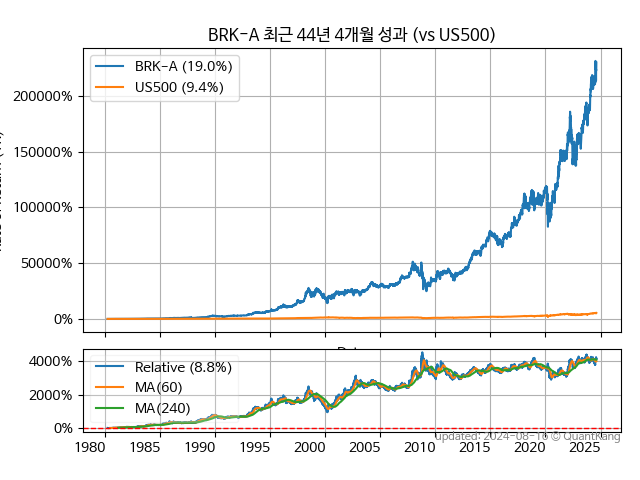 BRK-A 최근 44년 4개월 성과 (vs US500)
BRK-A (19.0%)
US500 (9.4%)
200000%
150000%
100000%
50000%
0%
Relative (8.8%)
MA(60)
MA(240)
4000%
2000%
0%
1980 1985 1990 1995 2000 2005 2010 2015 2020 2025
updated: 2024-08-16 © QuantKang